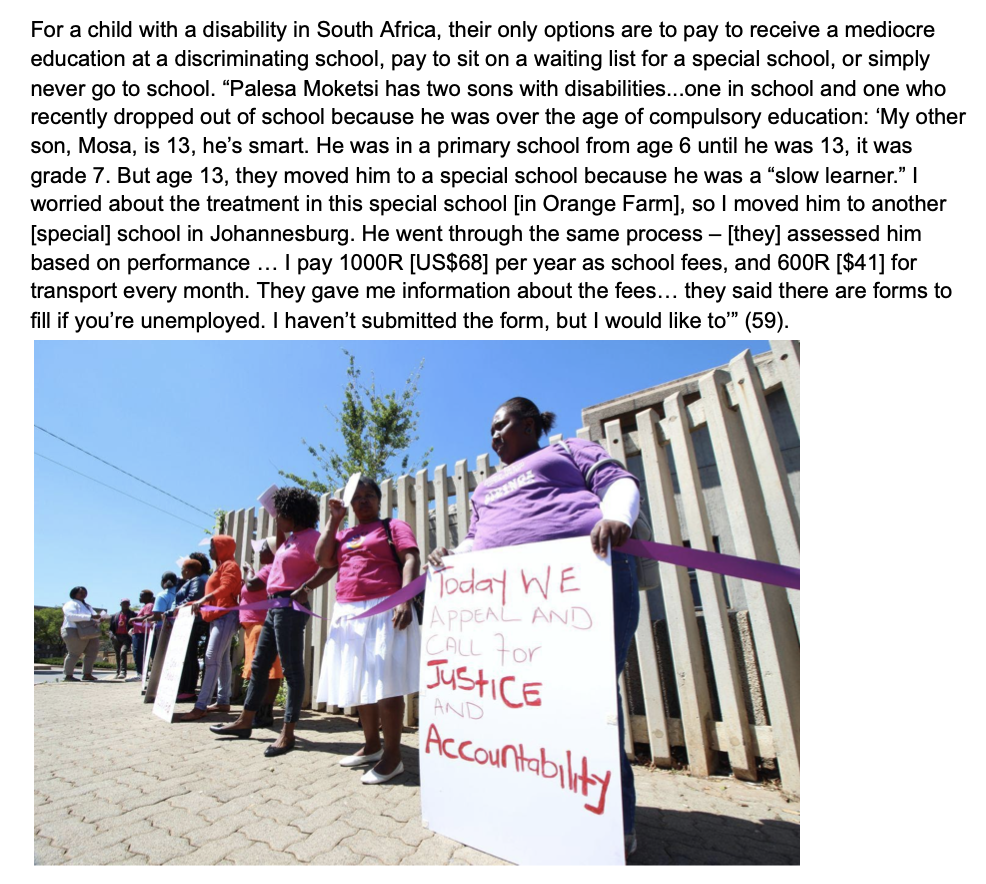 For a child with a disability in South Africa, their only options are to pay to receive a mediocre
education at a discriminating school, pay to sit on a waiting list for a special school, or simply
never go to school. “Palesa Moketsi has two sons with disabilities...one in school and one who
recently dropped out of school because he was over the age of compulsory education: ‘My other
son, Mosa, is 13, he’s smart. He was in a primary school from age 6 until he was 13, it was
grade 7. But age 13, they moved him to a special school because he was a “slow learner.” I
worried about the treatment in this special school [in Orange Farm], so I moved him to another
[special] school in Johannesburg. He went through the same process – [they] assessed him
based on performance … I pay 1000R [US$68] per year as school fees, and 600R [$41] for
transport every month. They gave me information about the fees… they said there are forms to
fill if you’re unemployed. I haven’t submitted the form, but I would like to’” (59).
Today WE
APPEAL AND
CALL for
JUSTICE
AND
Accountability